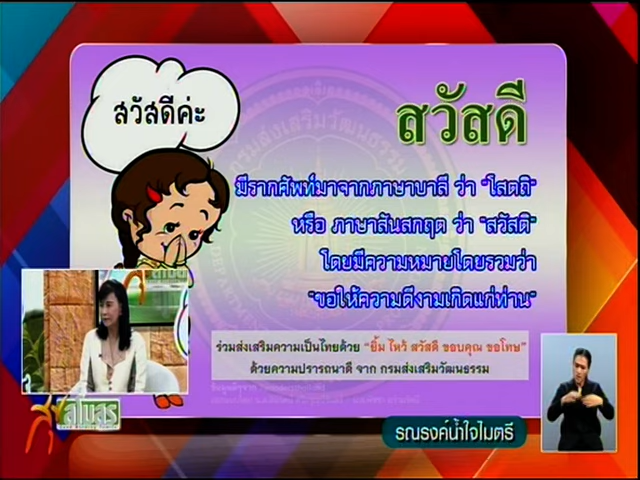 สวัสดีค่ะ
สวัสดี
มีรากศัพท์มาจากภาษาบาลี ว่า "โสตถิ"
หรือ ภาษาสันสกฤต ว่า "สวัสดิ"
โดยมีความหมายโดยรวมว่า
"ขอให้ความดีงามเกิดแก่ท่าน"
ร่วมส่งเสริมความเป็นไทยด้วย "ยิ้ม ไหว้ สวัสดี ขอบคุณ ขอโทษ"
ด้วยความปรารถนาดี จาก กรมส่งเสริมวัฒนธรรม
สุขสโมสร
รณรงค์น้ำใจไมตรี